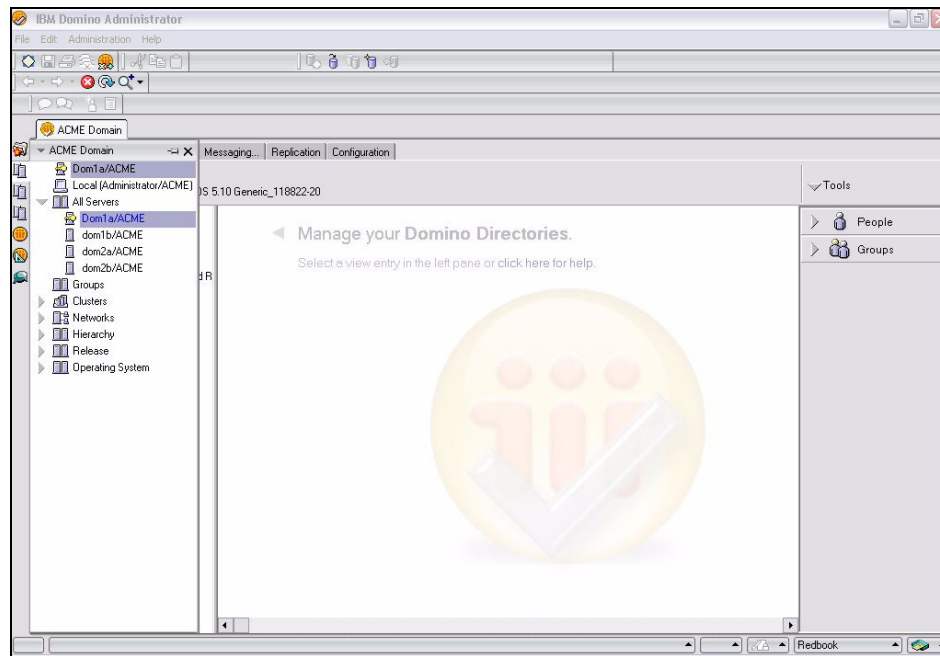 IBM Domino Administrator
File Edit Administration Help
ACME Domain
ACME Domain
Messaging... Replication Configuration
Dom1a/ACME
Local (Administrator/ACME)
OS 5.10 Generic_118822-20
Tools
All Servers
Dom1a/ACME
dom1b/ACME
dom2a/ACME
dom2b/ACME
Groups
Clusters
Networks
Hierarchy
Release
Operating System
d R
Manage your Domino Directories.
Select a view entry in the left pane or click here for help.
People
Groups
Redbook